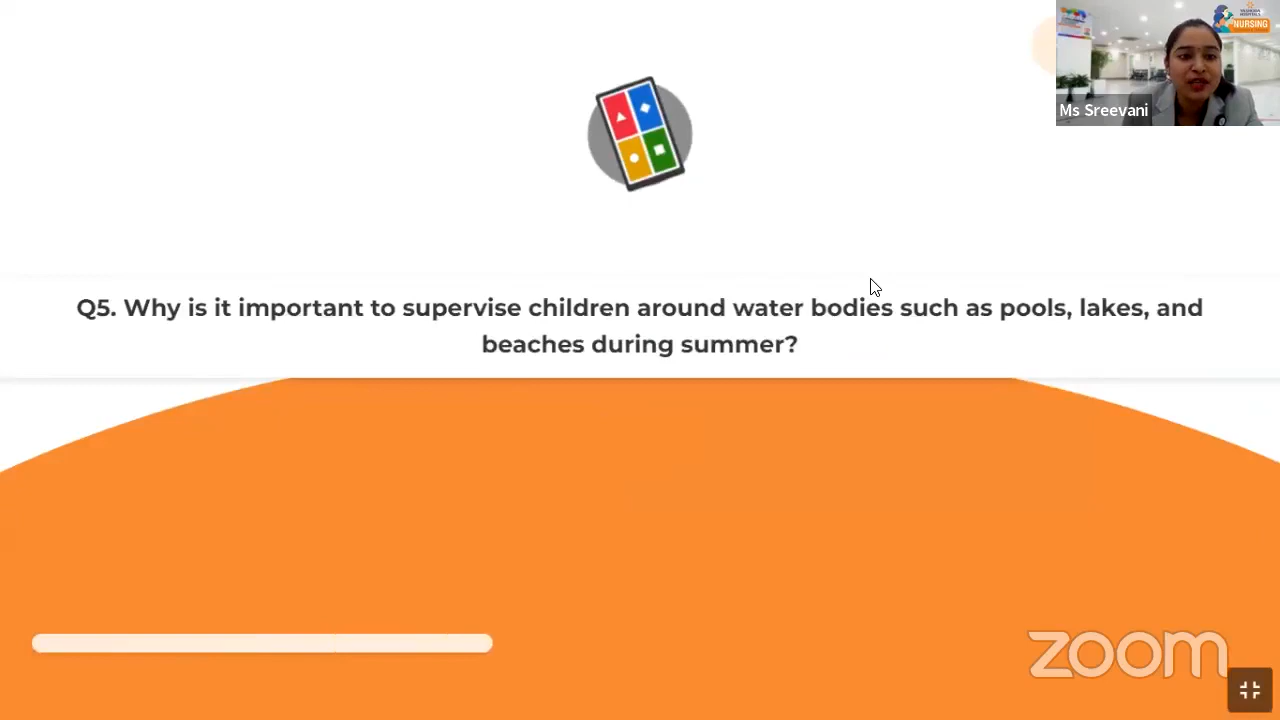 NURSING
Ms Sreevani
Q5. Why is it important to supervise children around water bodies such as pools, lakes, and
beaches during summer?
zoom